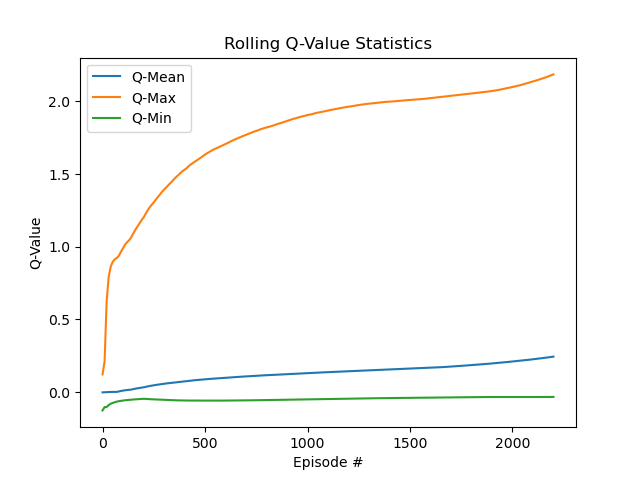 Rolling Q-Value Statistics
Q-Mean
Q-Max
Q-Min
Q-Value
2.0
1.5
1.0
0.5
0.0
0 500 1000 1500 2000
Episode #